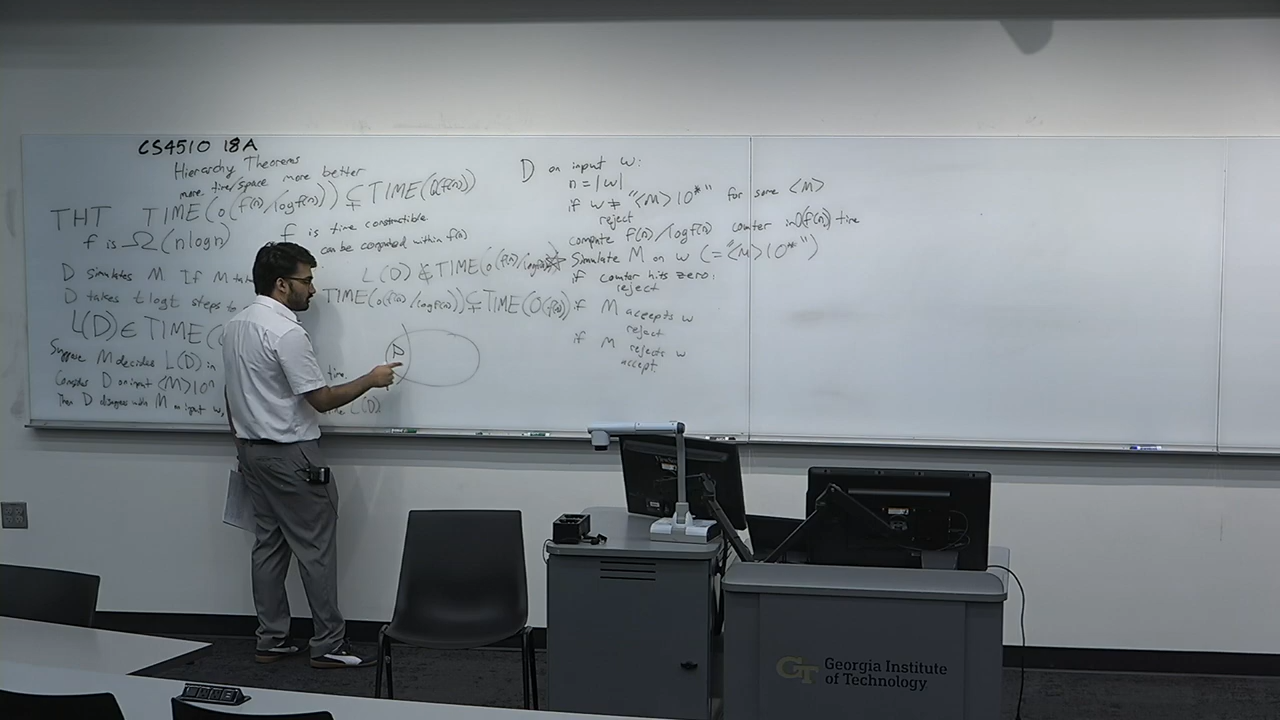 CS4510 18A
Hierarchy Theorems
more time/space more better
THT TIME(o(f(n)/logf(n))) ⊊ TIME(O(f(n)))
f is Ω(nlogn)
f is time constructible
can be computed within f(n)
D simulates M. If M
D takes tlogt steps
L(D) ∈ TIME(
Suppose M decides L(D) in
time.
Consider D on input <M>10ⁿ
Then D disagrees with M on input w,
L(D).
L(D) ∉ TIME(o(f(n)/log
TIME(o(f(n)/logf(n))) ⊊ TIME(O(f(n)))
P
D on input w:
n = |w|
if w ≠ "<M>10*" for some <M>
reject
compute f(n)/logf(n) counter in O(f(n)) time
Simulate M on w (="<M>10*")
if counter hits zero:
reject
if M accepts w
reject
if M rejects w
accept.
GT Georgia Institute
of Technology